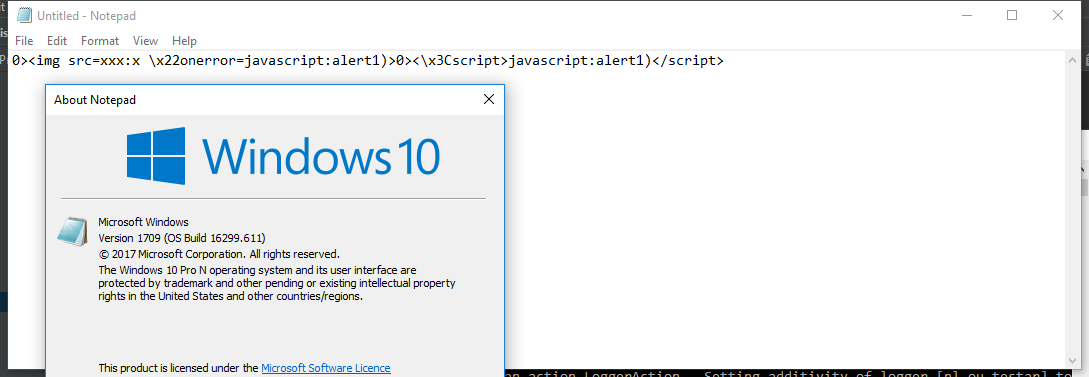 Untitled - Notepad
File Edit Format View Help
0><img src=xxx:x \x22onerror=javascript:alert1)>0><\x3Cscript>javascript:alert1)</script>
About Notepad
Windows 10
Microsoft Windows
Version 1709 (OS Build 16299.611)
© 2017 Microsoft Corporation. All rights reserved.
The Windows 10 Pro N operating system and its user interface are
protected by trademark and other pending or existing intellectual property
rights in the United States and other countries/regions.
This product is licensed under the Microsoft Software Licence
action LoggerAction - Setting additivity of logger